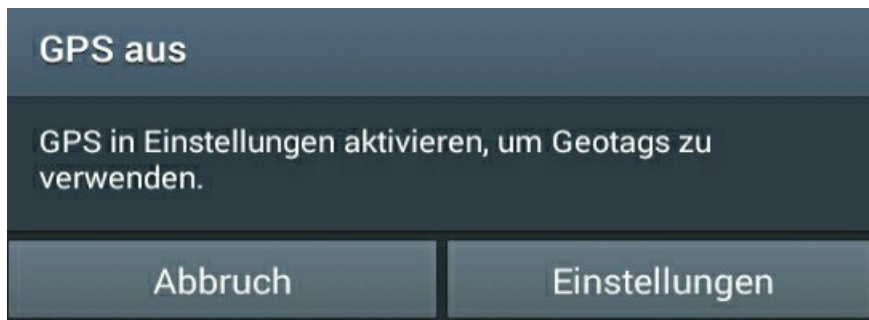 GPS aus
GPS in Einstellungen aktivieren, um Geotags zu
verwenden.
Abbruch
Einstellungen